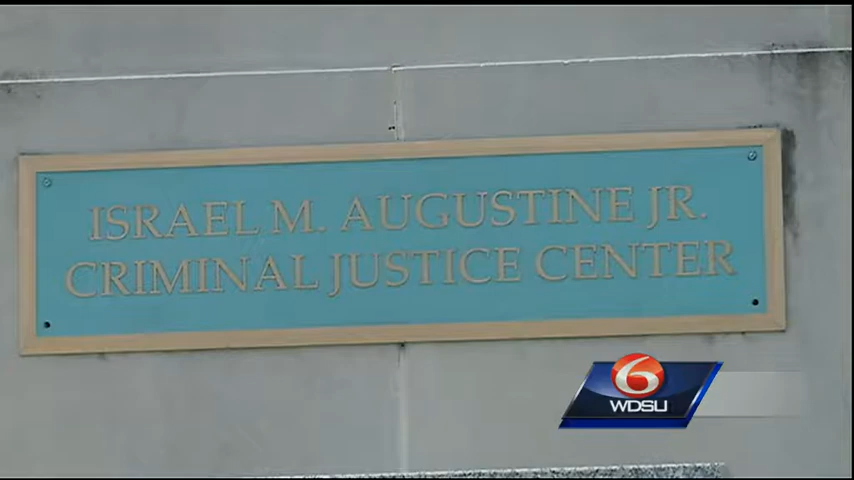 ISRAEL M. AUGUSTINE JR.
CRIMINAL JUSTICE CENTER
6
WDSU